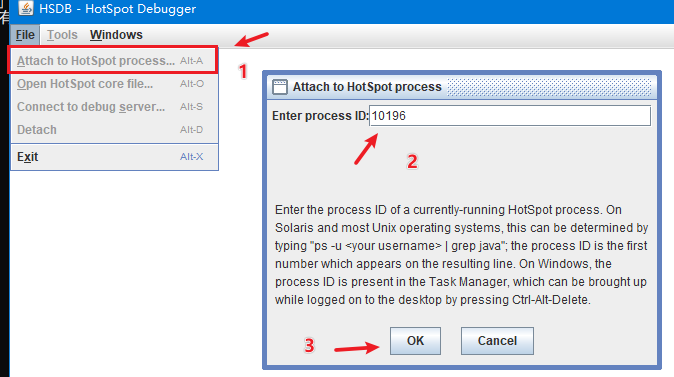 有
HSDB - HotSpot Debugger
File Tools Windows
Attach to HotSpot process... Alt-A
1
Open HotSpot core file... Alt-O
Connect to debug server... Alt-S
Detach Alt-D
Exit Alt-X
Attach to HotSpot process
Enter process ID: 10196
2
Enter the process ID of a currently-running HotSpot process. On
Solaris and most Unix operating systems, this can be determined by
typing "ps -u <your username> | grep java"; the process ID is the first
number which appears on the resulting line. On Windows, the
process ID is present in the Task Manager, which can be brought up
while logged on to the desktop by pressing Ctrl-Alt-Delete.
3
OK Cancel